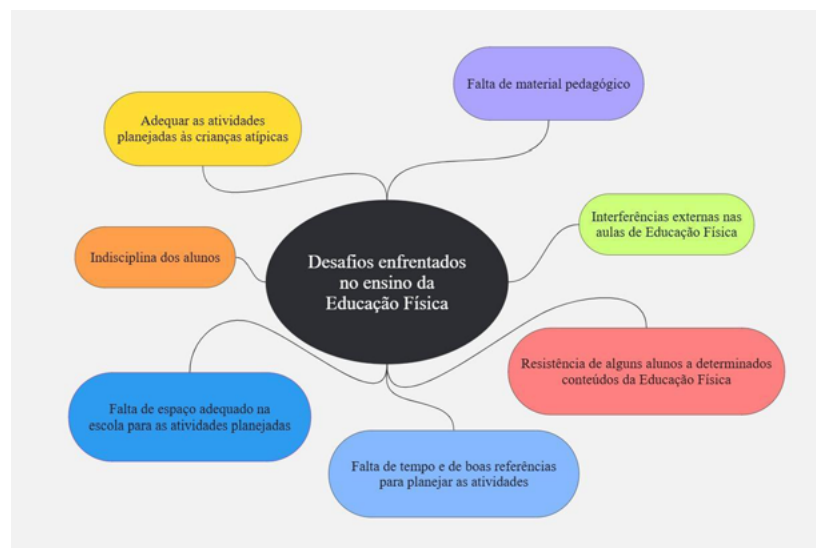 Falta de material pedagógico
Adequar as atividades
planejadas às crianças atípicas
Interferências externas nas
aulas de Educação Física
Indisciplina dos alunos
Desafios enfrentados
no ensino da
Educação Física
Resistência de alguns alunos a determinados
conteúdos da Educação Física
Falta de espaço adequado na
escola para as atividades planejadas
Falta de tempo e de boas referências
para planejar as atividades